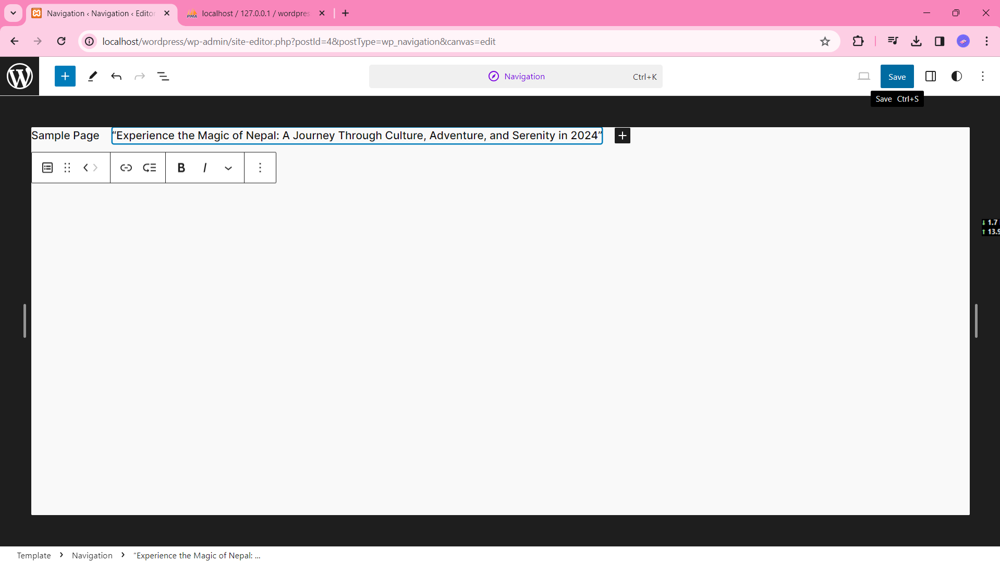 Navigation ‹ Navigation ‹ Editor
localhost / 127.0.0.1 / wordpres
localhost/wordpress/wp-admin/site-editor.php?postId=4&postType=wp_navigation&canvas=edit
Navigation Ctrl+K
Save
Save Ctrl+S
Sample Page “Experience the Magic of Nepal: A Journey Through Culture, Adventure, and Serenity in 2024”
B I
↓ 1.7
↑ 13.9
Template > Navigation > “Experience the Magic of Nepal: ...